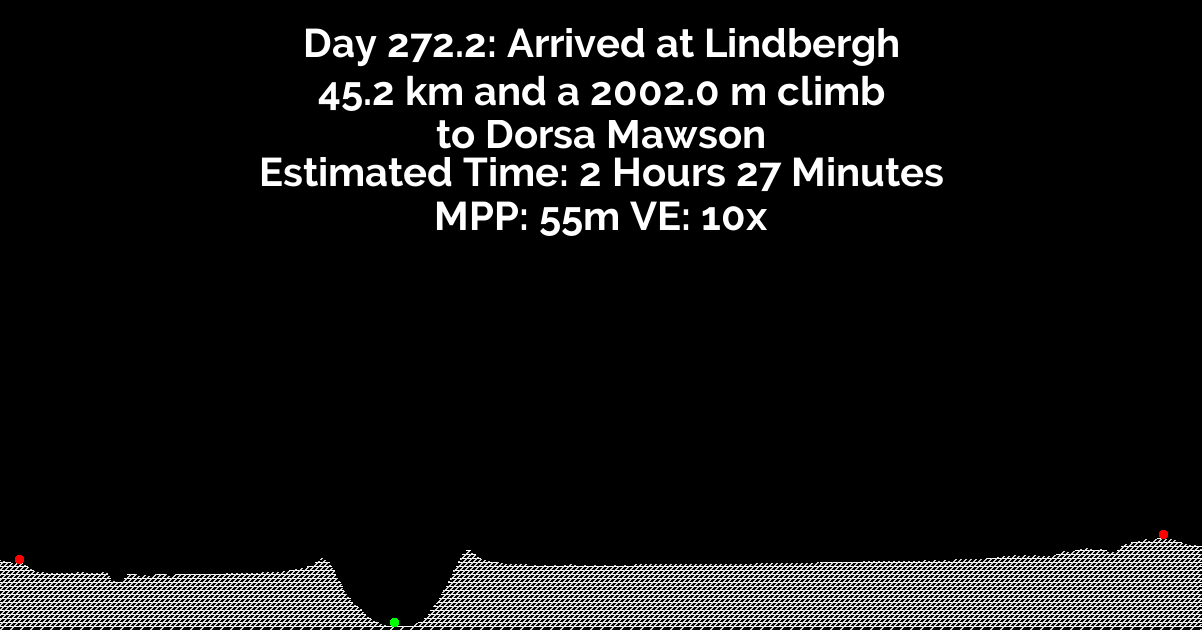 Day 272.2: Arrived at Lindbergh
45.2 km and a 2002.0 m climb
to Dorsa Mawson
Estimated Time: 2 Hours 27 Minutes
MPP: 55m VE: 10x